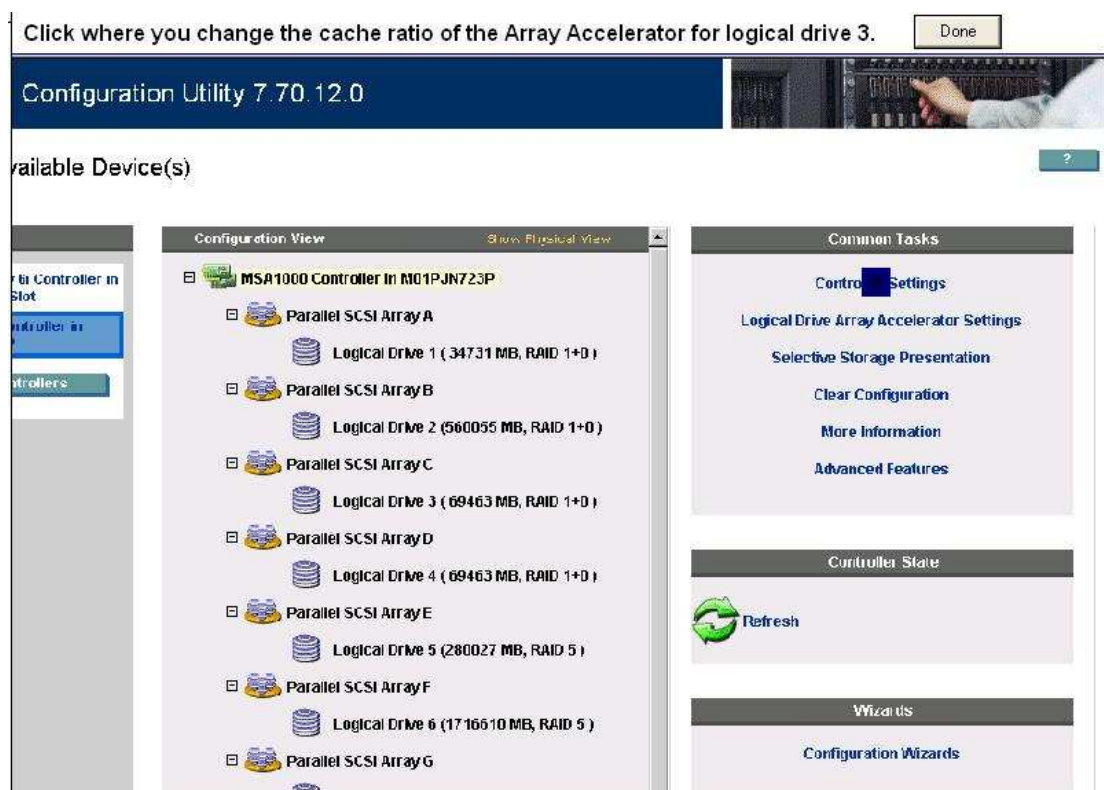 Click where you change the cache ratio of the Array Accelerator for logical drive 3.
Done
Configuration Utility 7.70.12.0
vailable Device(s)
?
6i Controller in
Slot
ntroller in
ntrollers
Configuration View
Show Physical View
MSA1000 Controller in M01PJN723P
Parallel SCSI Array A
Logical Drive 1 ( 34731 MB, RAID 1+0 )
Parallel SCSI Array B
Logical Drive 2 (560055 MB, RAID 1+0 )
Parallel SCSI Array C
Logical Drive 3 ( 69463 MB, RAID 1+0 )
Parallel SCSI Array D
Logical Drive 4 ( 69463 MB, RAID 1+0 )
Parallel SCSI Array E
Logical Drive 5 (280027 MB, RAID 5 )
Parallel SCSI Array F
Logical Drive 6 (1716610 MB, RAID 5 )
Parallel SCSI Array G
Common Tasks
Contro Settings
Logical Drive Array Accelerator Settings
Selective Storage Presentation
Clear Configuration
More Information
Advanced Features
Controller State
Refresh
Wizards
Configuration Wizards